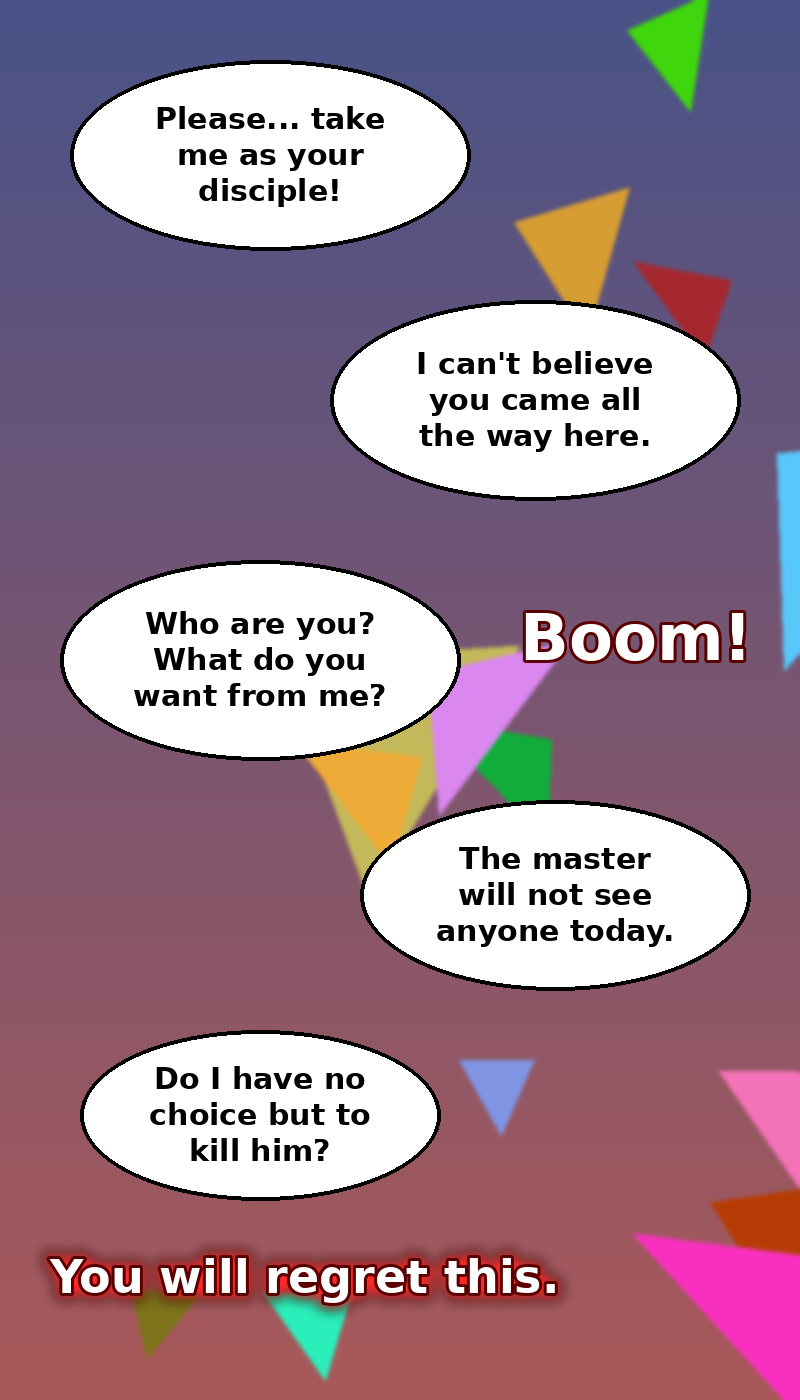 Please... take
me as your
disciple!
I can't believe
you came all
the way here.
Who are you?
What do you
want from me?
Boom!
The master
will not see
anyone today.
Do I have no
choice but to
kill him?
You will regret this.